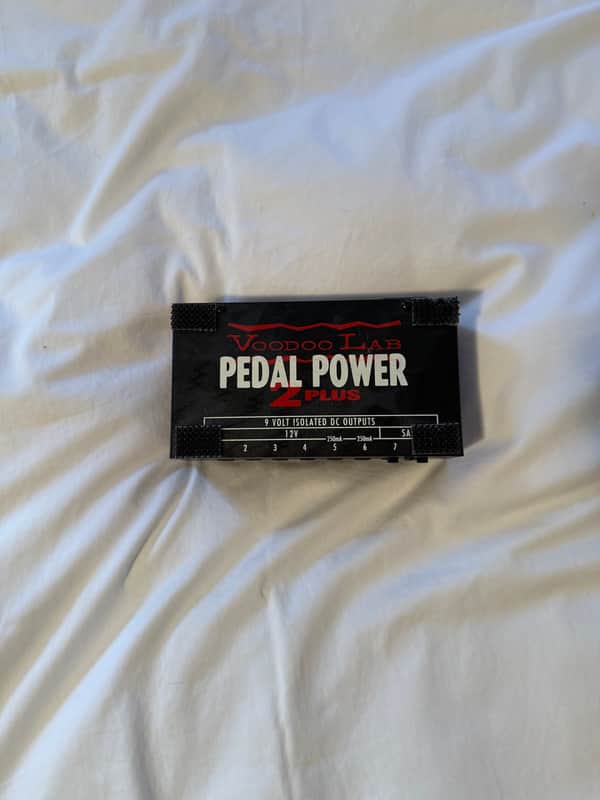 VOODOO LAB
PEDAL POWER
2 PLUS
9 VOLT ISOLATED DC OUTPUTS
12V SA
250mA 250mA
2 3 4 5 6 7